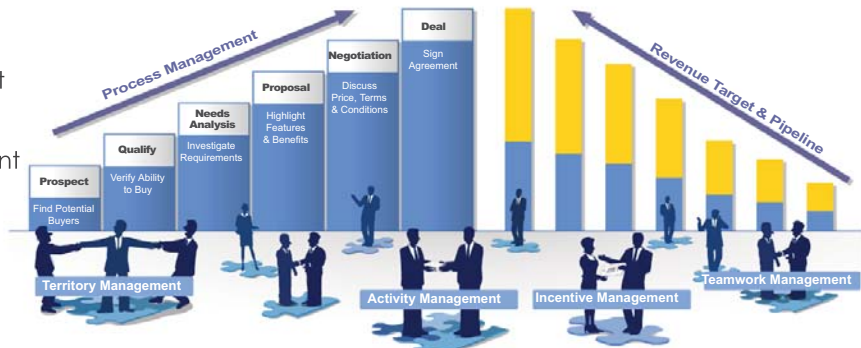 t
ent
Process Management
Prospect
Find Potential
Buyers
Qualify
Verify Ability
to Buy
Needs
Analysis
Investigate
Requirements
Proposal
Highlight
Features
& Benefits
Negotiation
Discuss
Price, Terms
& Conditions
Deal
Sign
Agreement
Revenue Target & Pipeline
Territory Management
Activity Management
Incentive Management
Teamwork Management